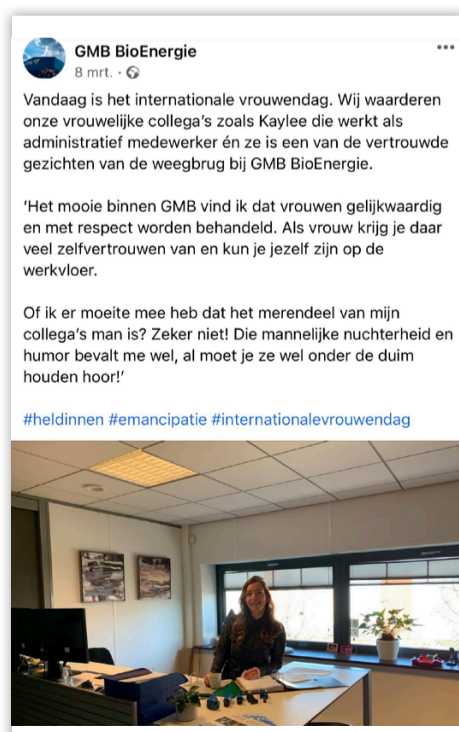 GMB BioEnergie
8 mrt. ·
Vandaag is het internationale vrouwendag. Wij waarderen
onze vrouwelijke collega's zoals Kaylee die werkt als
administratief medewerker én ze is een van de vertrouwde
gezichten van de weegbrug bij GMB BioEnergie.
'Het mooie binnen GMB vind ik dat vrouwen gelijkwaardig
en met respect worden behandeld. Als vrouw krijg je daar
veel zelfvertrouwen van en kun je jezelf zijn op de
werkvloer.
Of ik er moeite mee heb dat het merendeel van mijn
collega's man is? Zeker niet! Die mannelijke nuchterheid en
humor bevalt me wel, al moet je ze wel onder de duim
houden hoor!'
#heldinnen #emancipatie #internationalevrouwendag